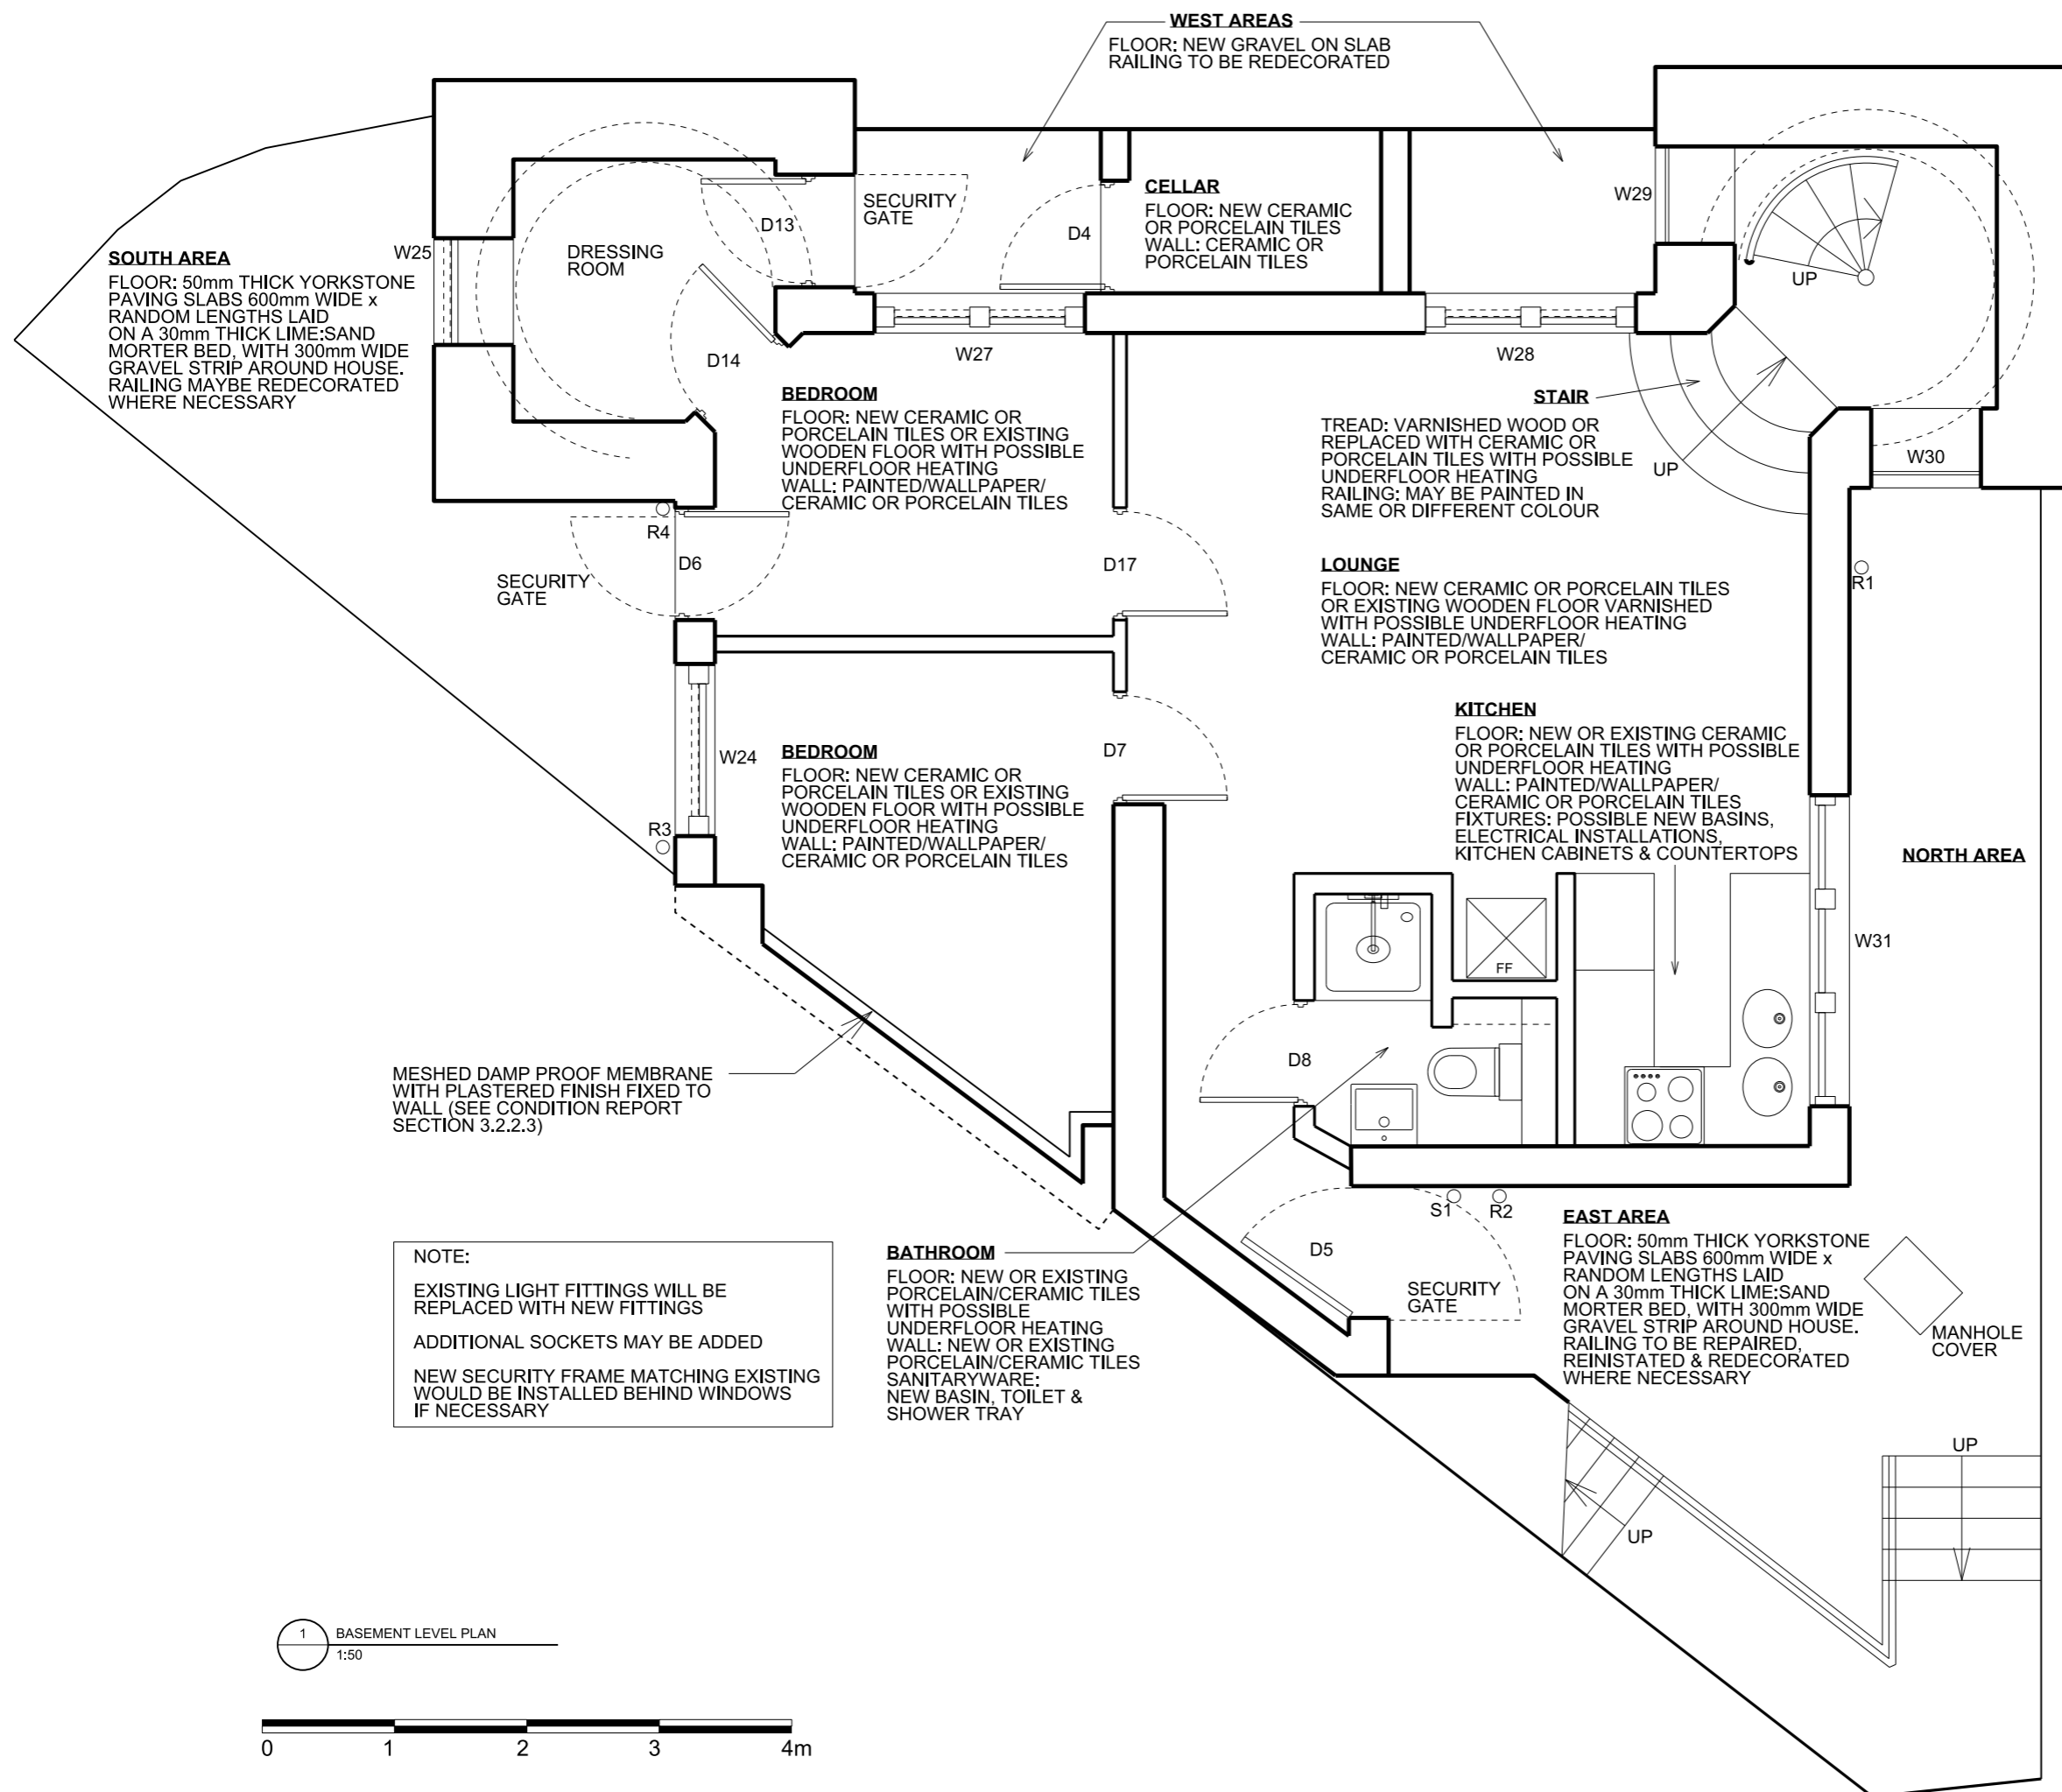 WEST AREAS
FLOOR: NEW GRAVEL ON SLAB
RAILING TO BE REDECORATED
SOUTH AREA
FLOOR: 50mm THICK YORKSTONE
PAVING SLABS 600mm WIDE x
RANDOM LENGTHS LAID
ON A 30mm THICK LIME:SAND
MORTER BED, WITH 300mm WIDE
GRAVEL STRIP AROUND HOUSE.
RAILING MAYBE REDECORATED
WHERE NECESSARY
W25
DRESSING
ROOM
D13
SECURITY
GATE
D4
CELLAR
FLOOR: NEW CERAMIC
OR PORCELAIN TILES
WALL: CERAMIC OR
PORCELAIN TILES
W29
UP
D14
W27
W28
BEDROOM
FLOOR: NEW CERAMIC OR
PORCELAIN TILES OR EXISTING
WOODEN FLOOR WITH POSSIBLE
UNDERFLOOR HEATING
WALL: PAINTED/WALLPAPER/
CERAMIC OR PORCELAIN TILES
STAIR
TREAD: VARNISHED WOOD OR
REPLACED WITH CERAMIC OR
PORCELAIN TILES WITH POSSIBLE
UNDERFLOOR HEATING
RAILING: MAY BE PAINTED IN
SAME OR DIFFERENT COLOUR
UP
W30
R4
D6
SECURITY
GATE
D17
LOUNGE
FLOOR: NEW CERAMIC OR PORCELAIN TILES
OR EXISTING WOODEN FLOOR VARNISHED
WITH POSSIBLE UNDERFLOOR HEATING
WALL: PAINTED/WALLPAPER/
CERAMIC OR PORCELAIN TILES
R1
W24
R3
BEDROOM
FLOOR: NEW CERAMIC OR
PORCELAIN TILES OR EXISTING
WOODEN FLOOR WITH POSSIBLE
UNDERFLOOR HEATING
WALL: PAINTED/WALLPAPER/
CERAMIC OR PORCELAIN TILES
D7
KITCHEN
FLOOR: NEW OR EXISTING CERAMIC
OR PORCELAIN TILES WITH POSSIBLE
UNDERFLOOR HEATING
WALL: PAINTED/WALLPAPER/
CERAMIC OR PORCELAIN TILES
FIXTURES: POSSIBLE NEW BASINS,
ELECTRICAL INSTALLATIONS,
KITCHEN CABINETS & COUNTERTOPS
NORTH AREA
W31
FF
D8
MESHED DAMP PROOF MEMBRANE
WITH PLASTERED FINISH FIXED TO
WALL (SEE CONDITION REPORT
SECTION 3.2.2.3)
S1
R2
D5
SECURITY
GATE
NOTE:
EXISTING LIGHT FITTINGS WILL BE
REPLACED WITH NEW FITTINGS
ADDITIONAL SOCKETS MAY BE ADDED
NEW SECURITY FRAME MATCHING EXISTING
WOULD BE INSTALLED BEHIND WINDOWS
IF NECESSARY
BATHROOM
FLOOR: NEW OR EXISTING
PORCELAIN/CERAMIC TILES
WITH POSSIBLE
UNDERFLOOR HEATING
WALL: NEW OR EXISTING
PORCELAIN/CERAMIC TILES
SANITARYWARE:
NEW BASIN, TOILET &
SHOWER TRAY
EAST AREA
FLOOR: 50mm THICK YORKSTONE
PAVING SLABS 600mm WIDE x
RANDOM LENGTHS LAID
ON A 30mm THICK LIME:SAND
MORTER BED, WITH 300mm WIDE
GRAVEL STRIP AROUND HOUSE.
RAILING TO BE REPAIRED,
REINISTATED & REDECORATED
WHERE NECESSARY
MANHOLE
COVER
UP
UP
1
BASEMENT LEVEL PLAN
1:50
0 1 2 3 4m